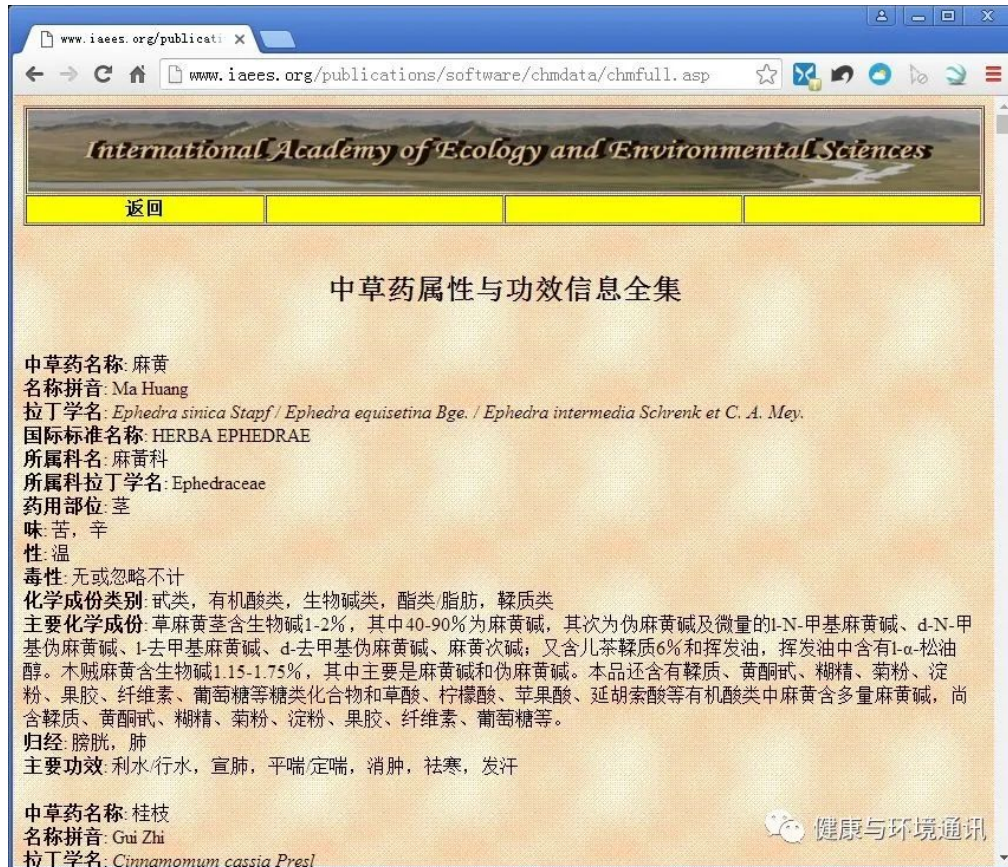 www.iaees.org/publicati
www.iaees.org/publications/software/chmdata/chmfull.asp
International Academy of Ecology and Environmental Sciences
返回
中草药属性与功效信息全集
中草药名称: 麻黄
名称拼音: Ma Huang
拉丁学名: Ephedra sinica Stapf / Ephedra equisetina Bge. / Ephedra intermedia Schrenk et C. A. Mey.
国际标准名称: HERBA EPHEDRAE
所属科名: 麻黄科
所属科拉丁学名: Ephedraceae
药用部位: 茎
味: 苦，辛
性: 温
毒性: 无或忽略不计
化学成份类别: 甙类，有机酸类，生物碱类，酯类/脂肪，鞣质类
主要化学成份: 草麻黄茎含生物碱1-2%，其中40-90%为麻黄碱，其次为伪麻黄碱及微量的l-N-甲基麻黄碱、d-N-甲
基伪麻黄碱、l-去甲基麻黄碱、d-去甲基伪麻黄碱、麻黄次碱；又含儿茶鞣质6%和挥发油，挥发油中含有l-α-松油
醇。木贼麻黄含生物碱1.15-1.75%，其中主要是麻黄碱和伪麻黄碱。本品还含有鞣质、黄酮甙、糊精、菊粉、淀
粉、果胶、纤维素、葡萄糖等糖类化合物和草酸、柠檬酸、苹果酸、延胡索酸等有机酸类中麻黄含多量麻黄碱，尚
含鞣质、黄酮甙、糊精、菊粉、淀粉、果胶、纤维素、葡萄糖等。
归经: 膀胱，肺
主要功效: 利水/行水，宣肺，平喘/定喘，消肿，祛寒，发汗
中草药名称: 桂枝
名称拼音: Gui Zhi
拉丁学名: Cinnamomum cassia Presl
健康与环境通讯